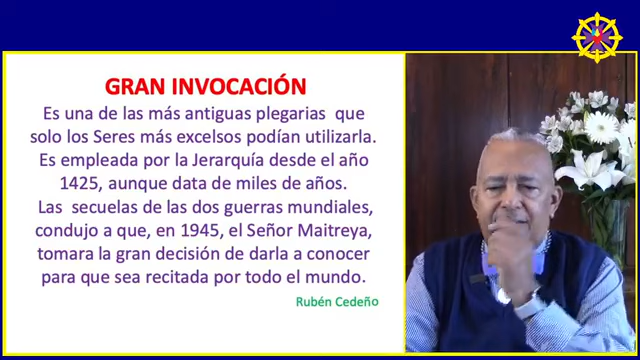 GRAN INVOCACIÓN
Es una de las más antiguas plegarias que
solo los Seres más excelsos podían utilizarla.
Es empleada por la Jerarquía desde el año
1425, aunque data de miles de años.
Las secuelas de las dos guerras mundiales,
condujo a que, en 1945, el Señor Maitreya,
tomara la gran decisión de darla a conocer
para que sea recitada por todo el mundo.
Rubén Cedeño